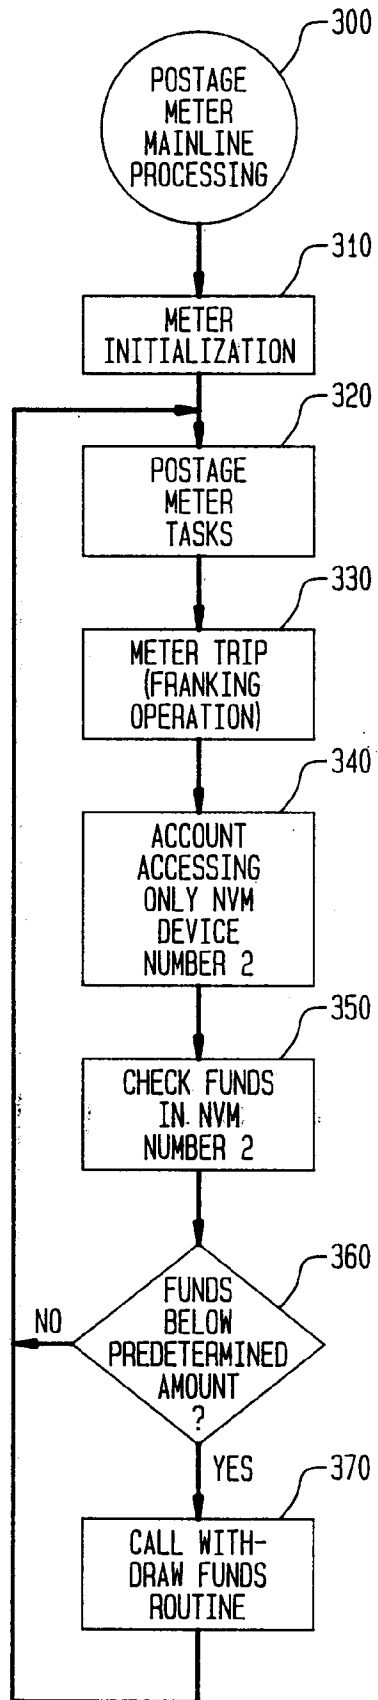 300
POSTAGE
METER
MAINLINE
PROCESSING
310
METER
INITIALIZATION
320
POSTAGE
METER
TASKS
330
METER TRIP
(FRANKING
OPERATION)
340
ACCOUNT
ACCESSING
ONLY NVM
DEVICE
NUMBER 2
350
CHECK FUNDS
IN NVM
NUMBER 2
360
FUNDS
BELOW
PREDETERMINED
AMOUNT
?
NO
YES
370
CALL WITH-
DRAW FUNDS
ROUTINE